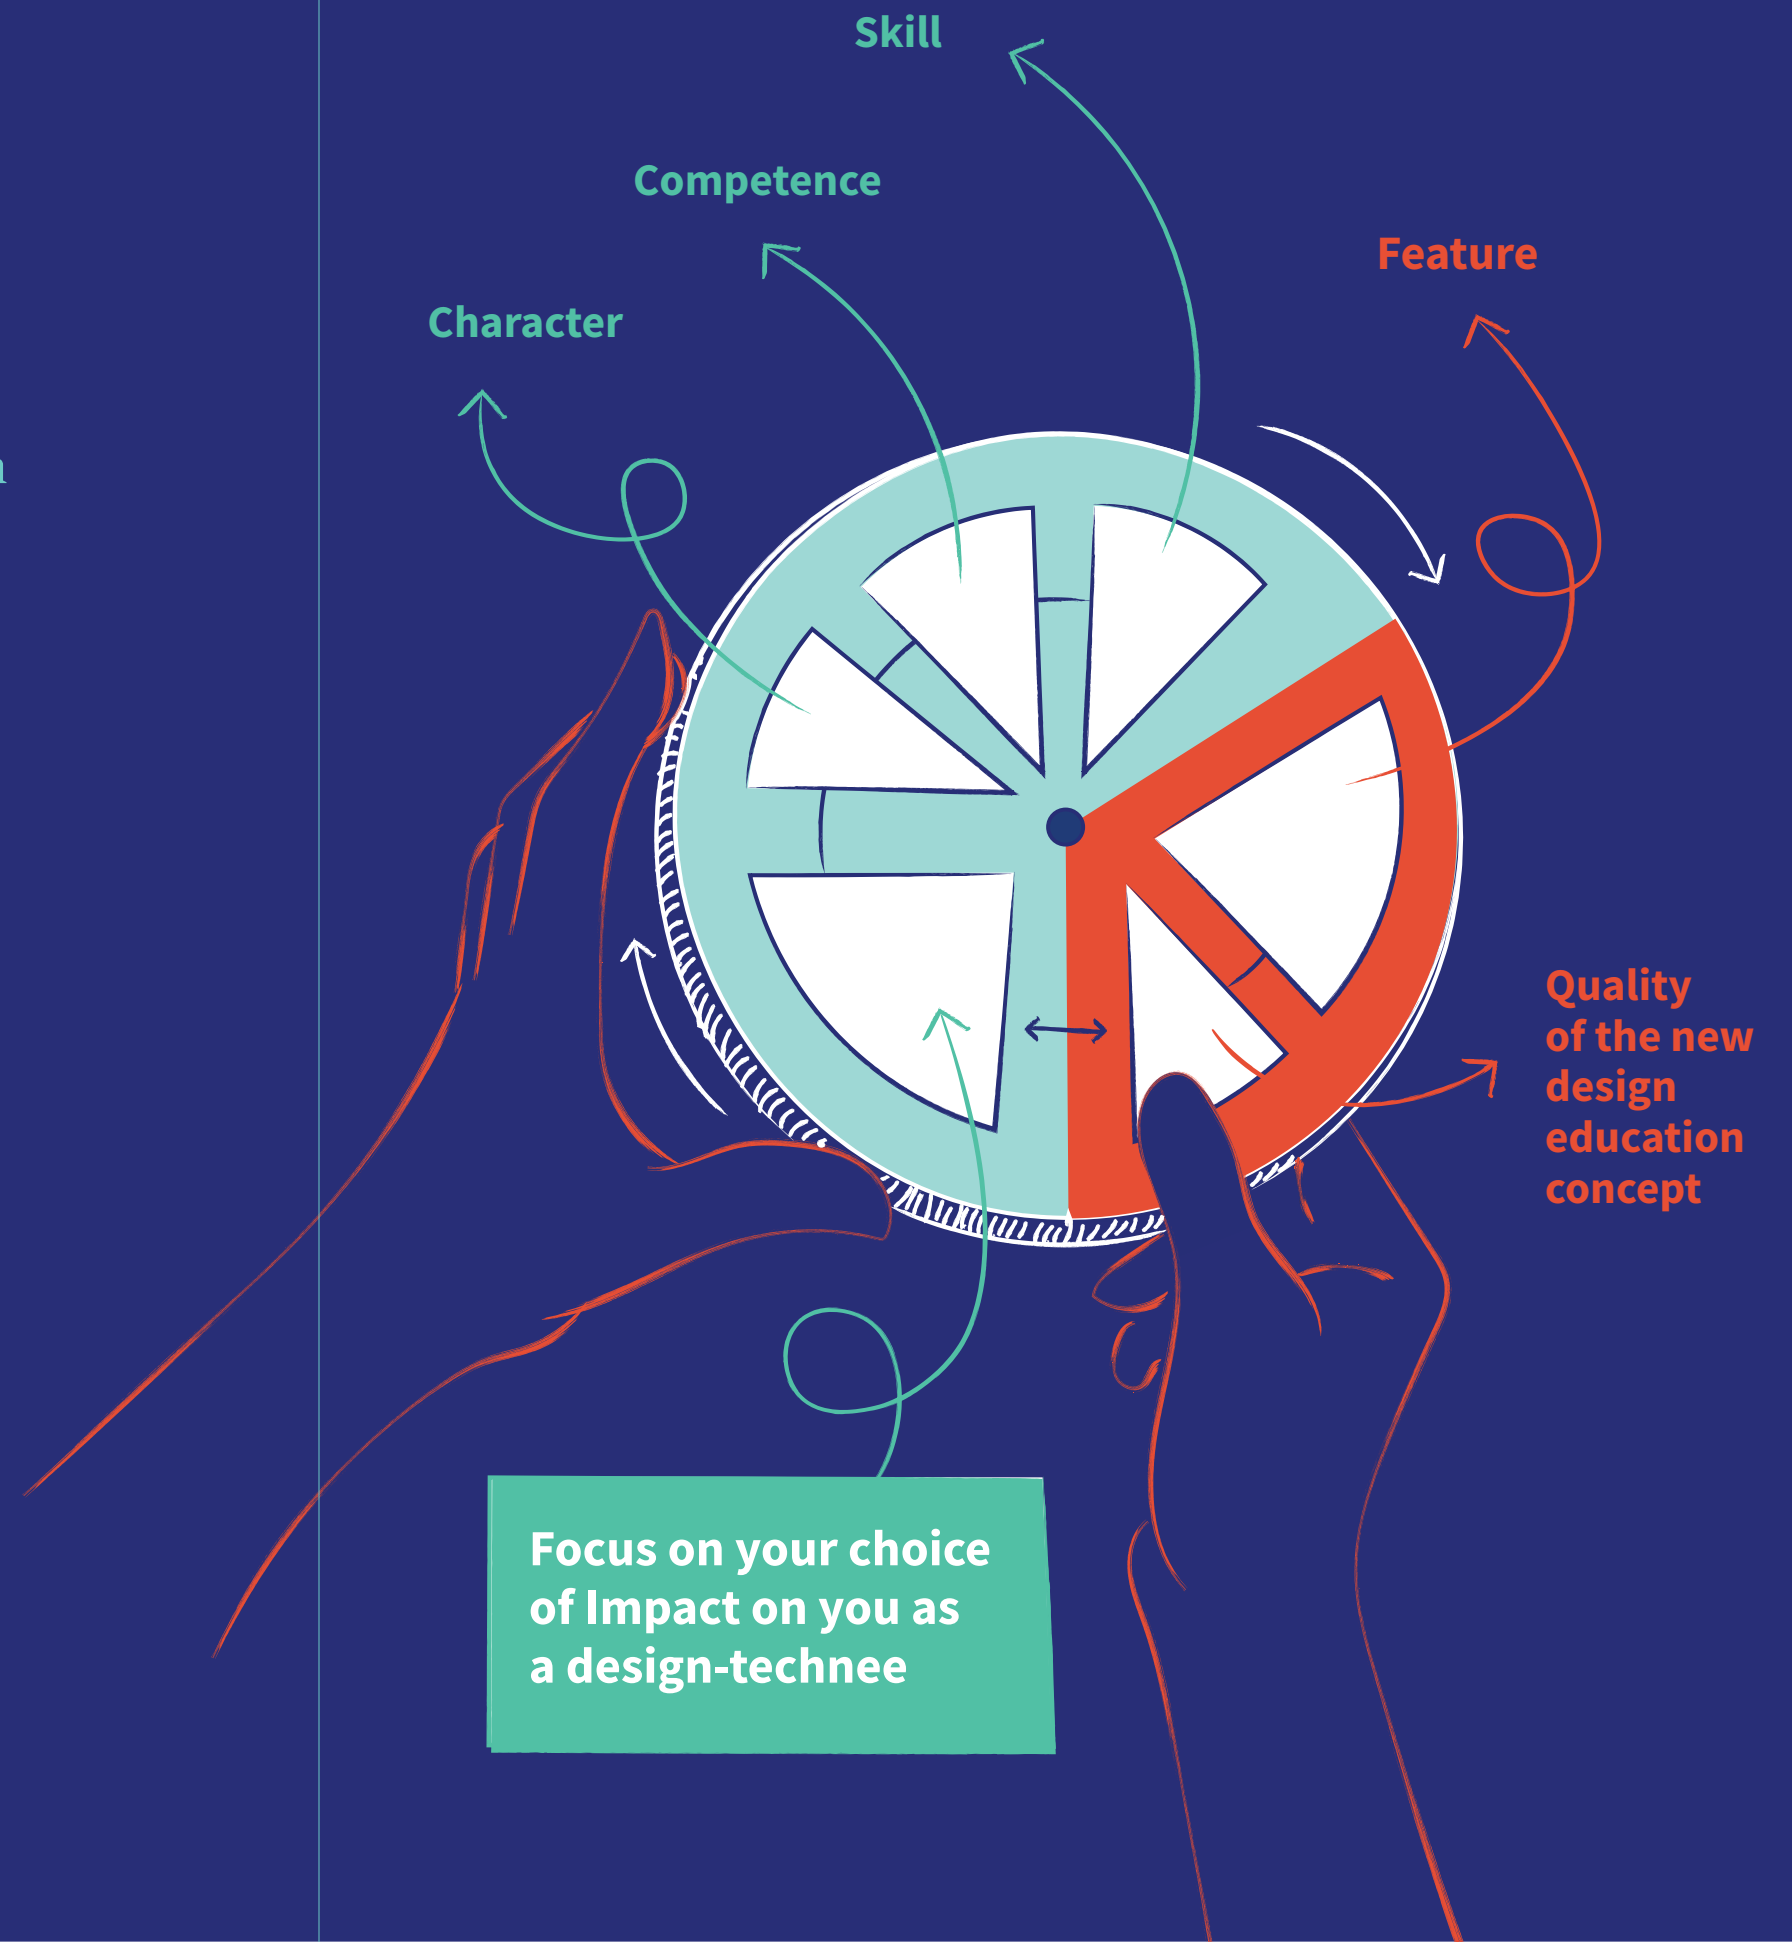 Skill
Competence
Feature
Character
Quality
of the new
design
education
concept
Focus on your choice
of Impact on you as
a design-technee